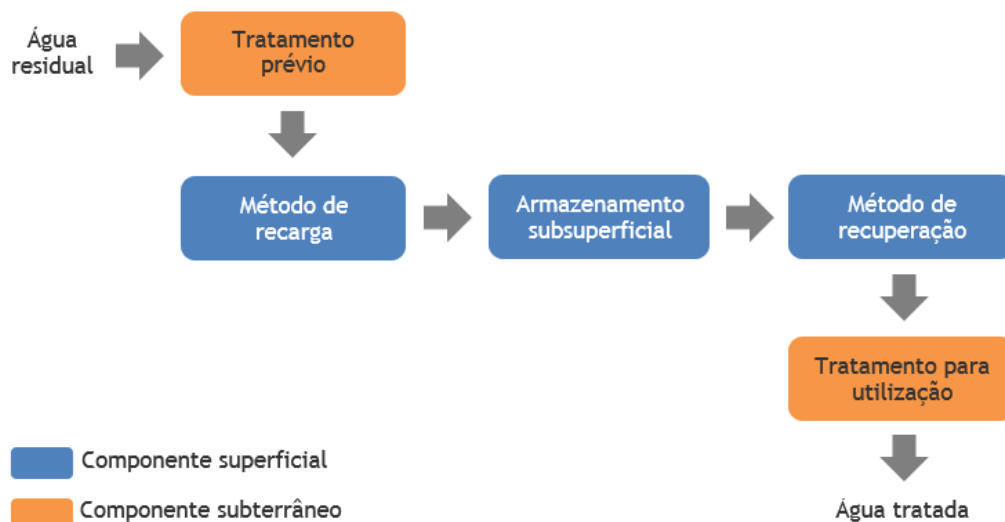 Água
residual
Tratamento
prévio
Método de
recarga
Armazenamento
subsuperficial
Método de
recuperação
Tratamento para
utilização
Componente superficial
Componente subterrâneo
Água tratada